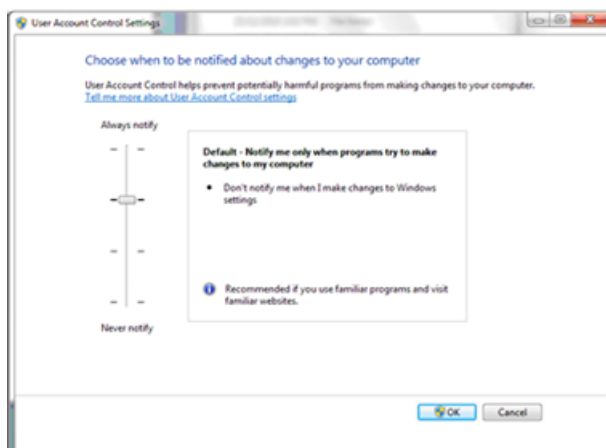 User Account Control Settings
Choose when to be notified about changes to your computer
User Account Control helps prevent potentially harmful programs from making changes to your computer.
Tell me more about User Account Control settings
Always notify
Default - Notify me only when programs try to make
changes to my computer
• Don't notify me when I make changes to Windows
settings
Recommended if you use familiar programs and visit
familiar websites.
Never notify
OK
Cancel